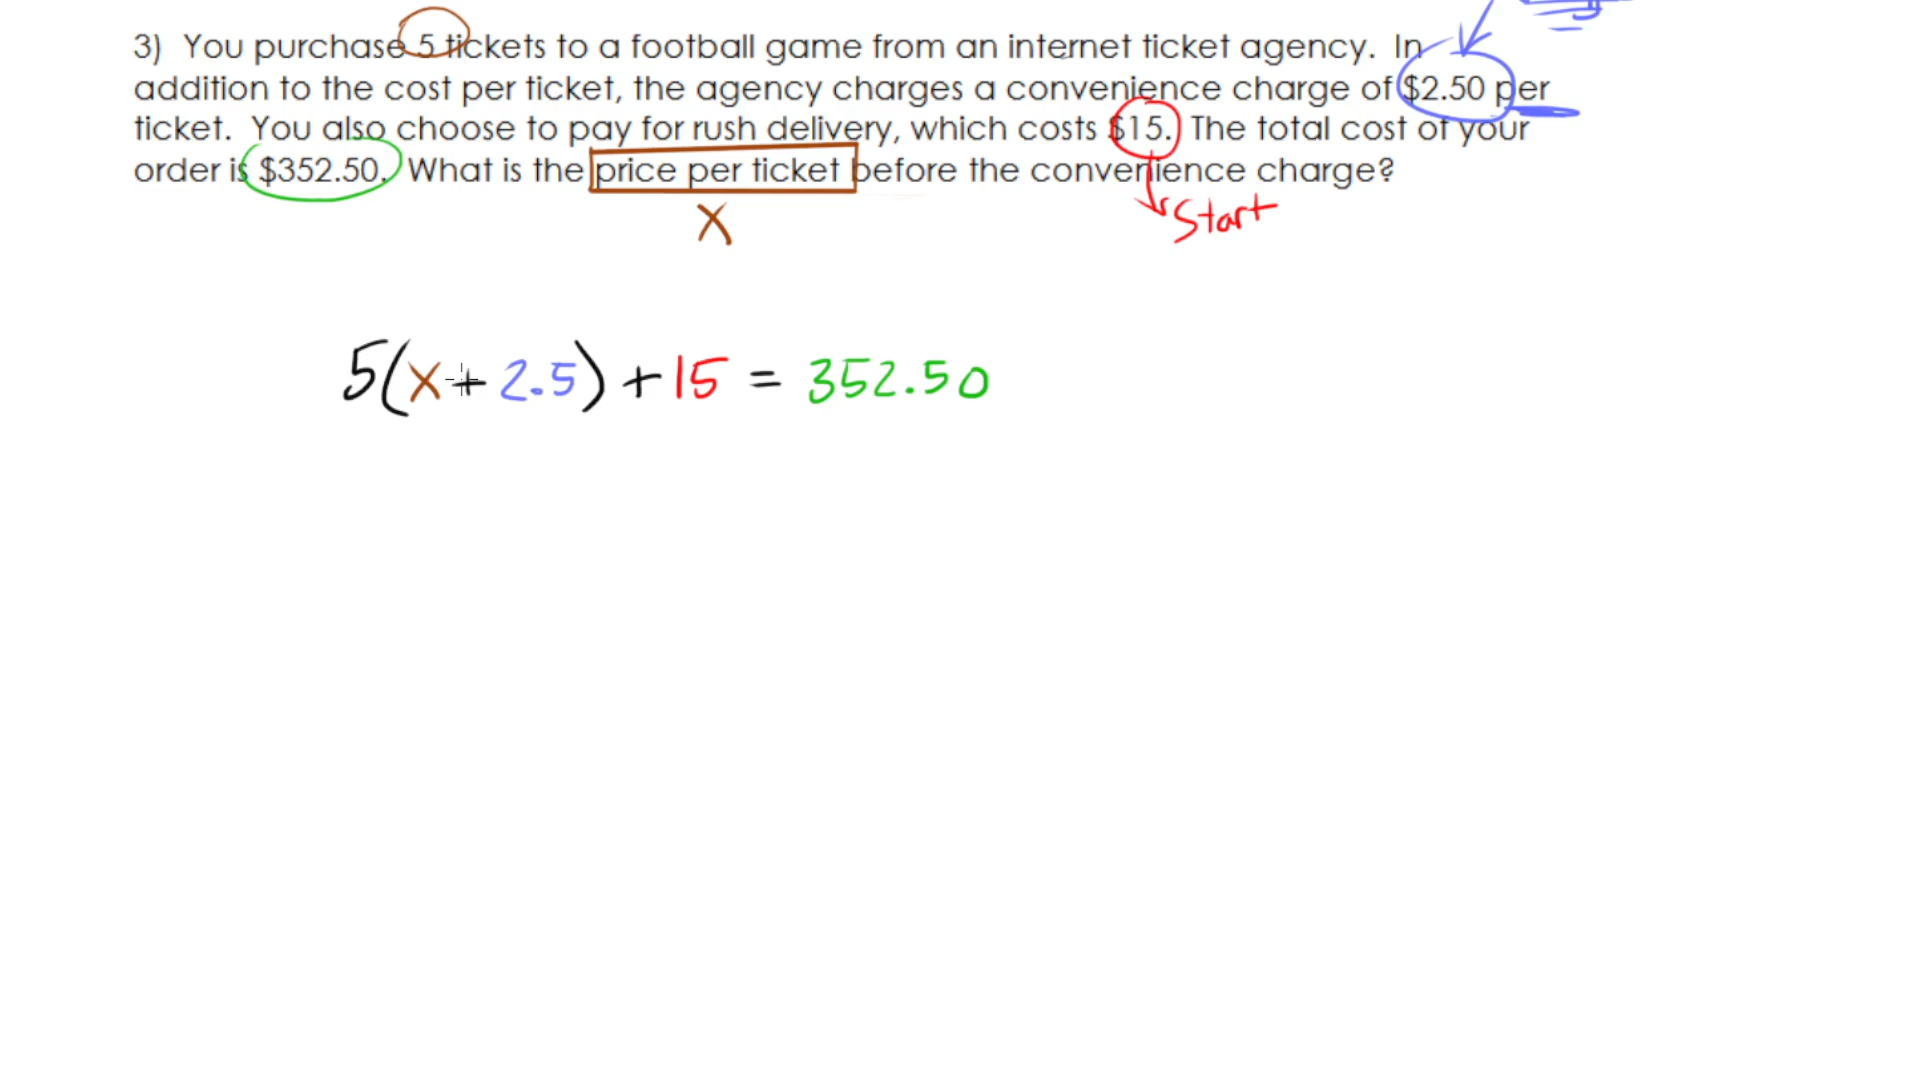 3) You purchase 5 tickets to a football game from an internet ticket agency. In
addition to the cost per ticket, the agency charges a convenience charge of $2.50 per
ticket. You also choose to pay for rush delivery, which costs $15. The total cost of your
order is $352.50. What is the price per ticket before the convenience charge?
x
Start
5(x + 2.5) + 15 = 352.50